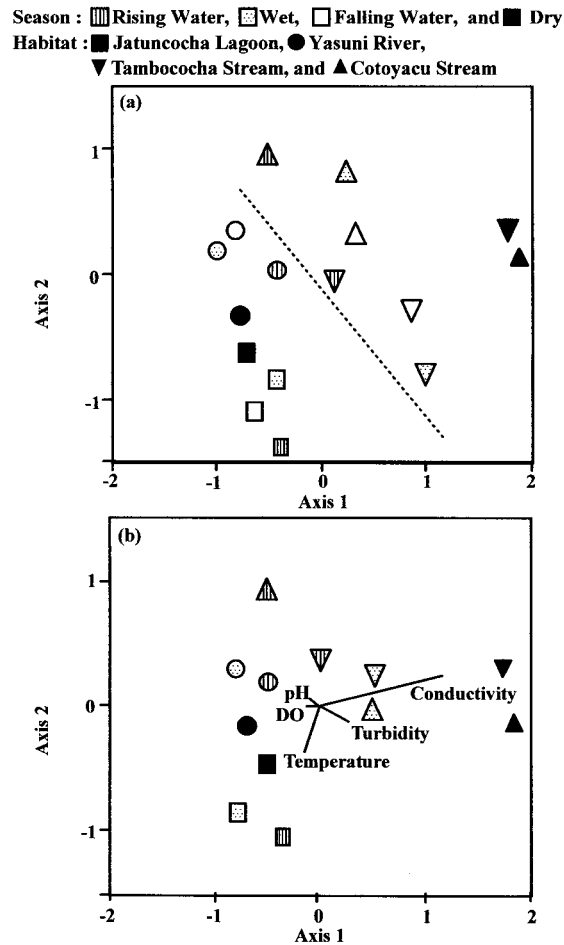 Season : Rising Water, Wet, Falling Water, and Dry
Habitat : Jatuncocha Lagoon, Yasuni River,
Tambococha Stream, and Cotoyacu Stream
(a)
1
0
-1
Axis 2
-2 -1 0 1 2
Axis 1
(b)
1
0
-1
Axis 2
pH
DO
Conductivity
Turbidity
Temperature
-2 -1 0 1 2
Axis 1